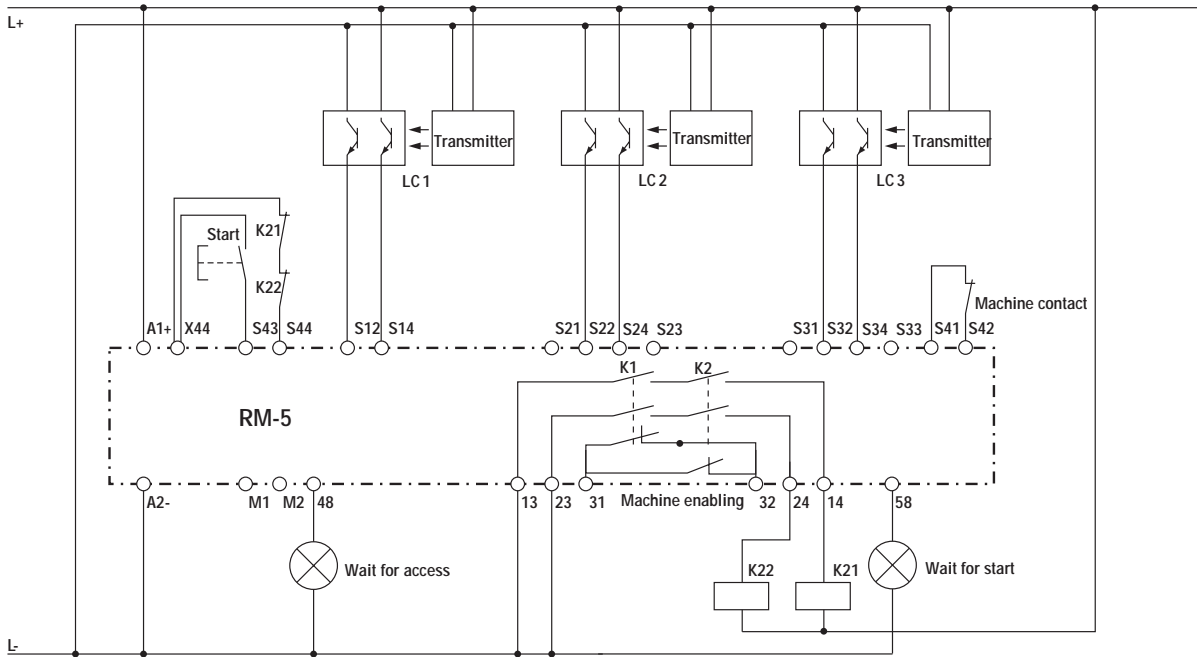 L+
Transmitter
Transmitter
Transmitter
LC 1
LC 2
LC 3
Start
K21
K22
Machine contact
A1+ X44 S43 S44 S12 S14 S21 S22 S24 S23 S31 S32 S34 S33 S41 S42
K1 K2
RM-5
A2- M1 M2 48 13 23 31 Machine enabling 32 24 14 58
Wait for access
K22 K21
Wait for start
L-